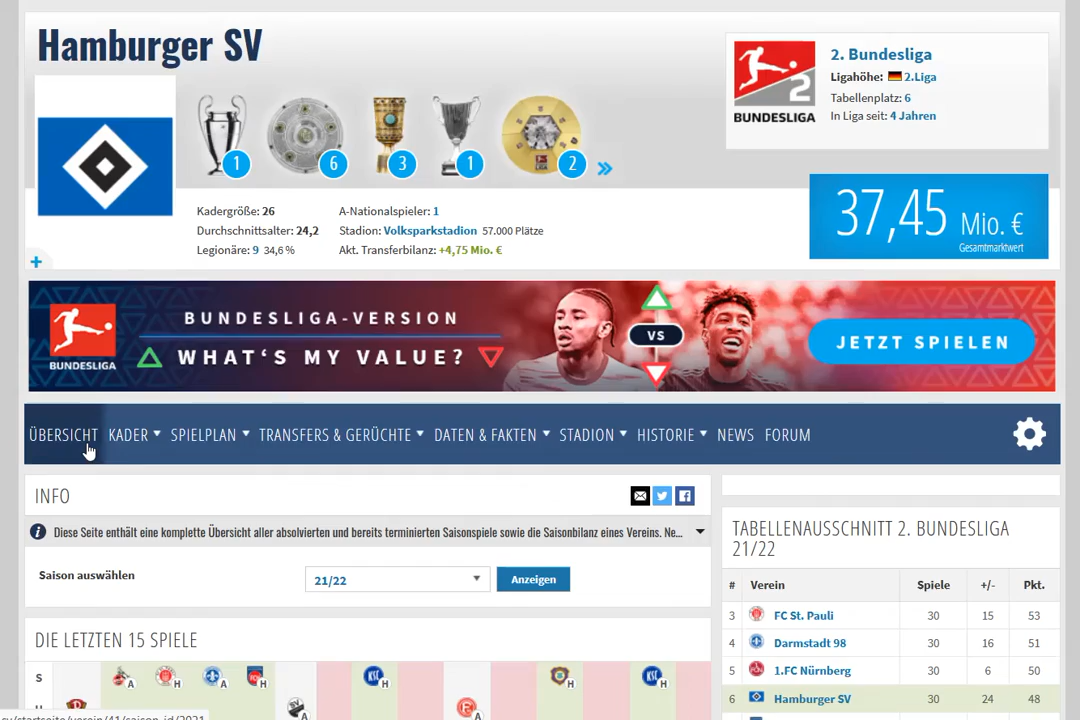 Hamburger SV
2. Bundesliga
Ligahöhe: 2.Liga
Tabellenplatz: 6
In Liga seit: 4 Jahren
BUNDESLIGA
1 6 3 1 2 »
Kadergröße: 26
Durchschnittsalter: 24,2
Legionäre: 9 34,6 %
A-Nationalspieler: 1
Stadion: Volksparkstadion 57.000 Plätze
Akt. Transferbilanz: +4,75 Mio. €
37,45 Mio. €
Gesamtmarktwert
+
BUNDESLIGA
BUNDESLIGA-VERSION
WHAT‘S MY VALUE?
VS
JETZT SPIELEN
ÜBERSICHT KADER SPIELPLAN TRANSFERS & GERÜCHTE DATEN & FAKTEN STADION HISTORIE NEWS FORUM
INFO
Diese Seite enthält eine komplette Übersicht aller absolvierten und bereits terminierten Saisonspiele sowie die Saisonbilanz eines Vereins. Ne...
Saison auswählen 21/22 Anzeigen
DIE LETZTEN 15 SPIELE
S A H A H H H H
A A
TABELLENAUSSCHNITT 2. BUNDESLIGA
21/22
# Verein Spiele +/- Pkt.
3 FC St. Pauli 30 15 53
4 Darmstadt 98 30 16 51
5 1.FC Nürnberg 30 6 50
6 Hamburger SV 30 24 48